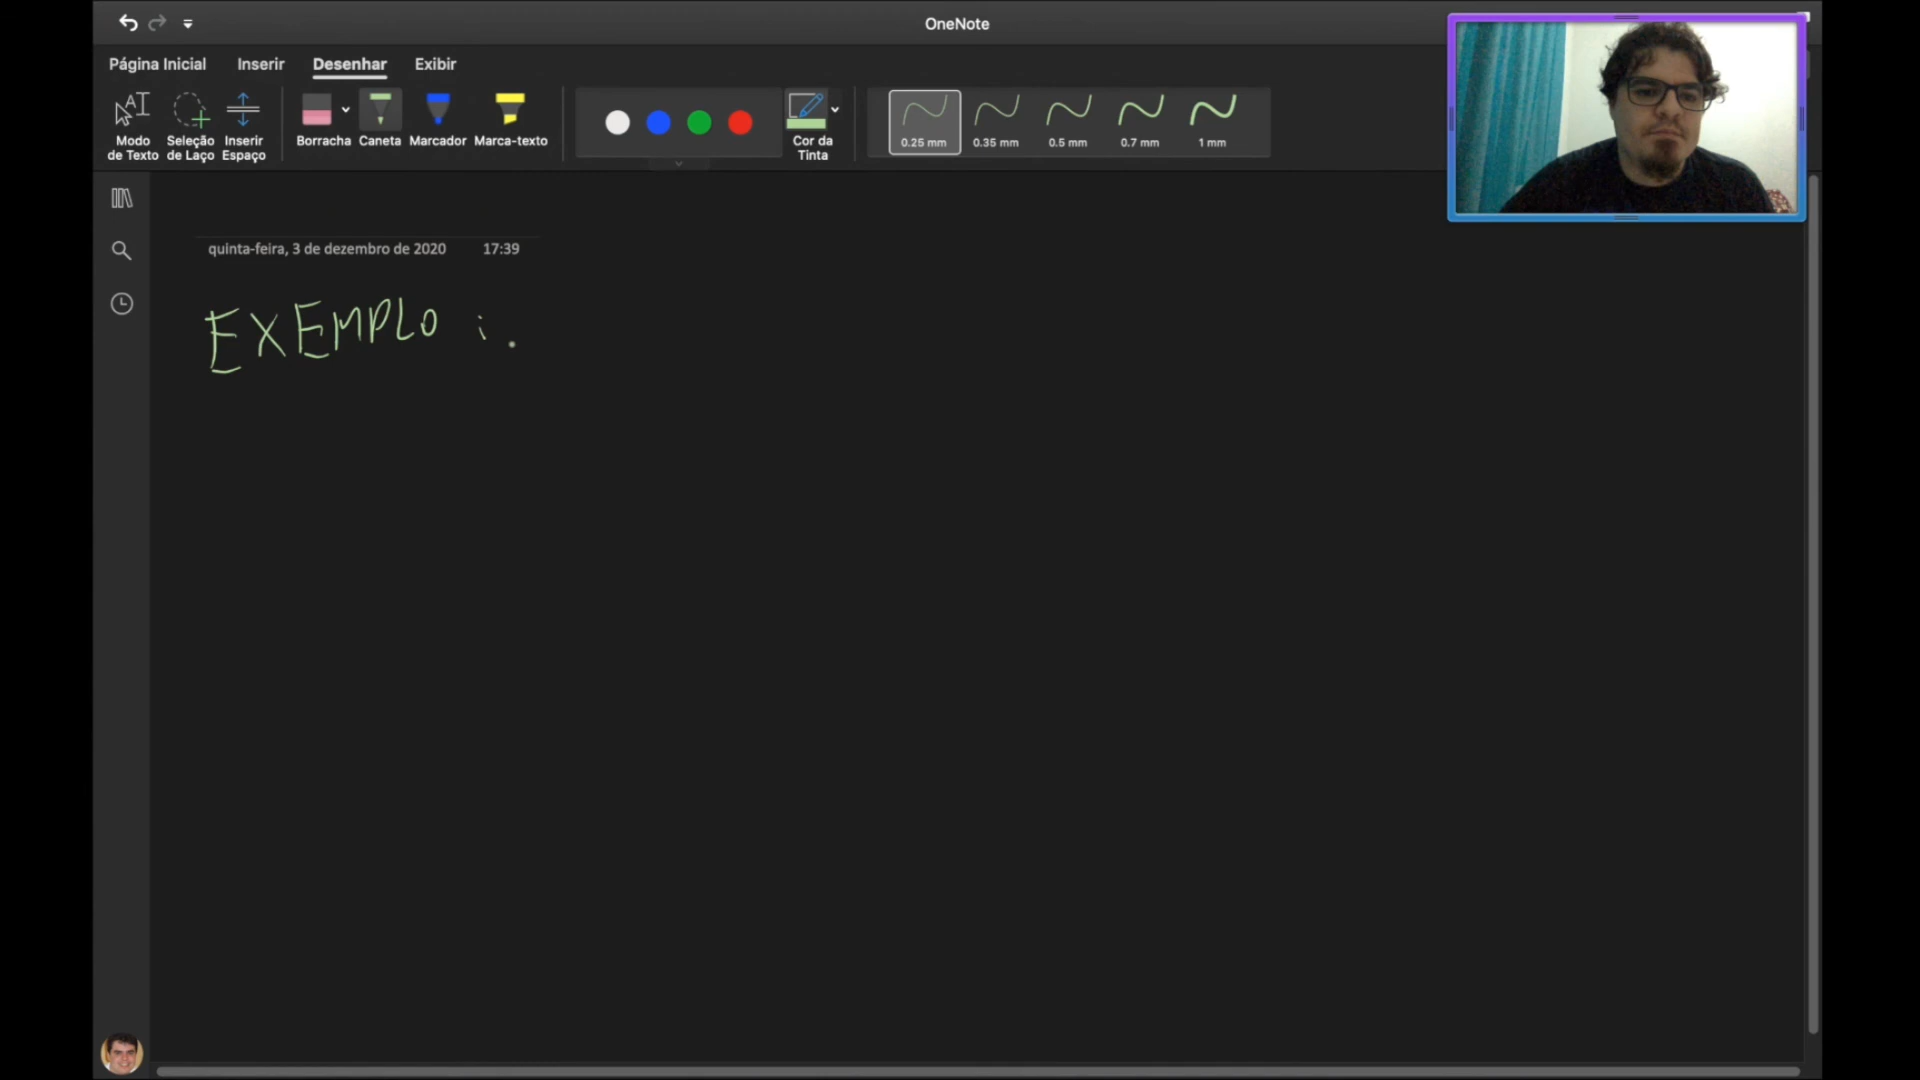 OneNote
Página Inicial Inserir Desenhar Exibir
Modo de Texto Seleção de Laço Inserir Espaço Borracha Caneta Marcador Marca-texto Cor da Tinta 0.25 mm 0.35 mm 0.5 mm 0.7 mm 1 mm
quinta-feira, 3 de dezembro de 2020 17:39
EXEMPLO :